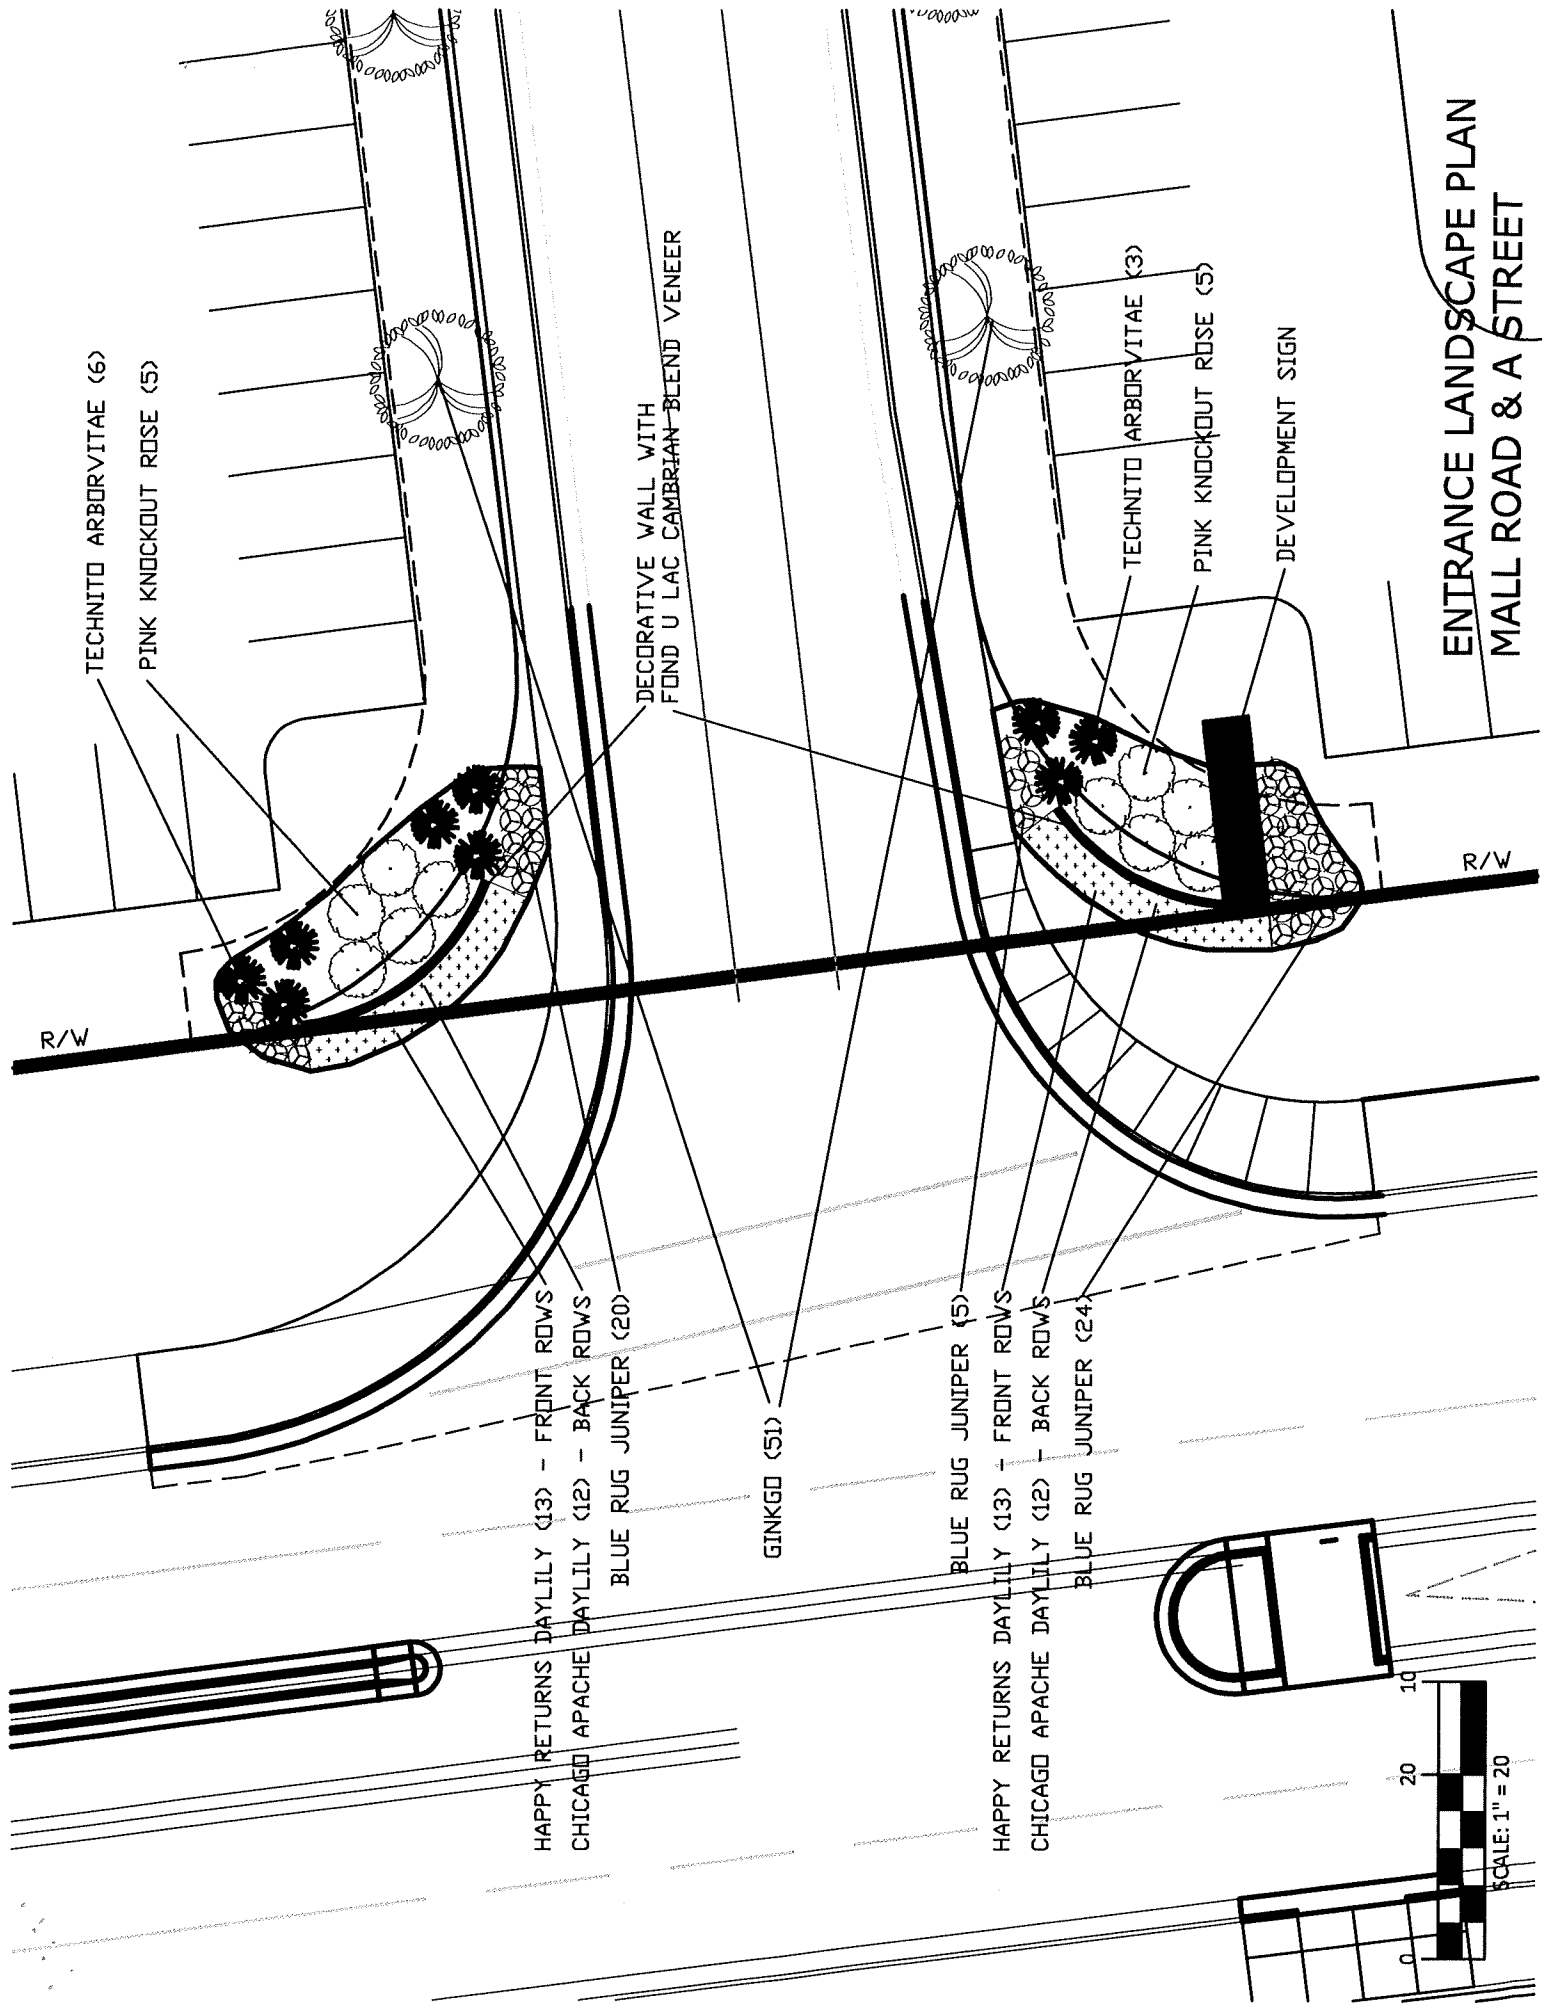 TECHNITO ARBORVITAE (6)
PINK KNOCKOUT ROSE (5)
R/W
DECORATIVE WALL WITH
FOND U LAC CAMBRIAN BLEND VENEER
HAPPY RETURNS DAYLILY (13) - FRONT ROWS
CHICAGO APACHE DAYLILY (12) - BACK ROWS
BLUE RUG JUNIPER (20)
GINKGO (51)
BLUE RUG JUNIPER (5)
HAPPY RETURNS DAYLILY (13) - FRONT ROWS
CHICAGO APACHE DAYLILY (12) - BACK ROWS
BLUE RUG JUNIPER (24)
TECHNITO ARBORVITAE (3)
PINK KNOCKOUT ROSE (5)
DEVELOPMENT SIGN
R/W
ENTRANCE LANDSCAPE PLAN
MALL ROAD & A STREET
0 20 10
SCALE: 1" = 20